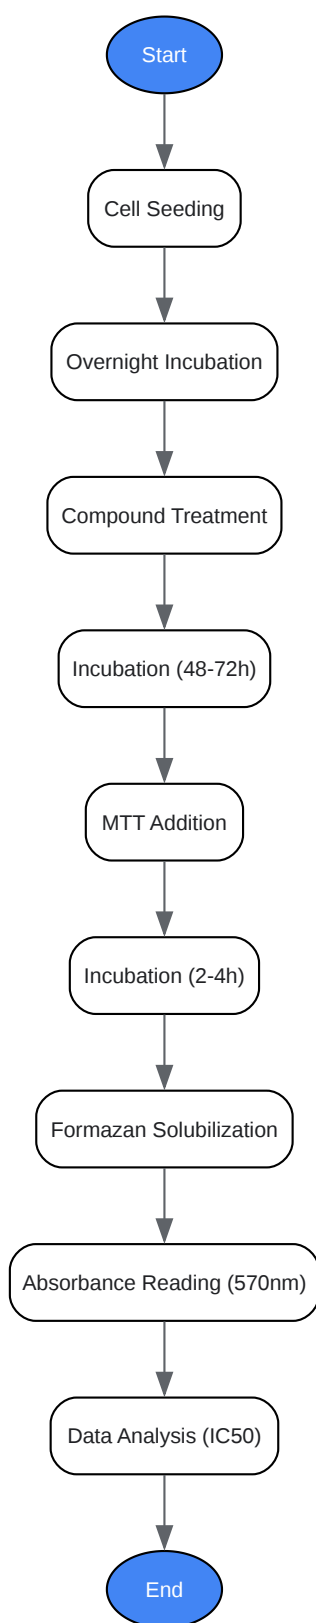 Start
Cell Seeding
Overnight Incubation
Compound Treatment
Incubation (48-72h)
MTT Addition
Incubation (2-4h)
Formazan Solubilization
Absorbance Reading (570nm)
Data Analysis (IC50)
End